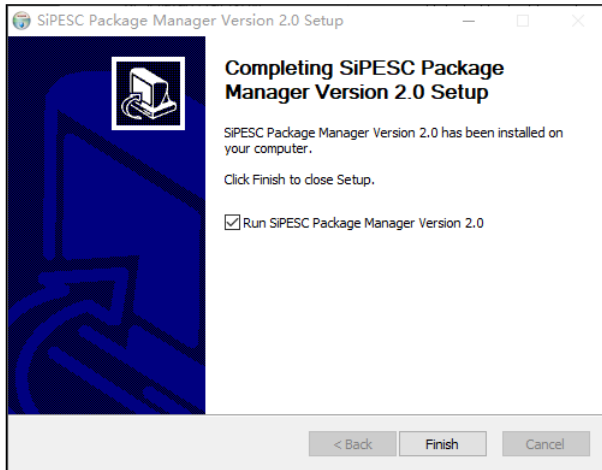 SiPESC Package Manager Version 2.0 Setup
Completing SiPESC Package
Manager Version 2.0 Setup
SiPESC Package Manager Version 2.0 has been installed on
your computer.
Click Finish to close Setup.
Run SiPESC Package Manager Version 2.0
< Back
Finish
Cancel